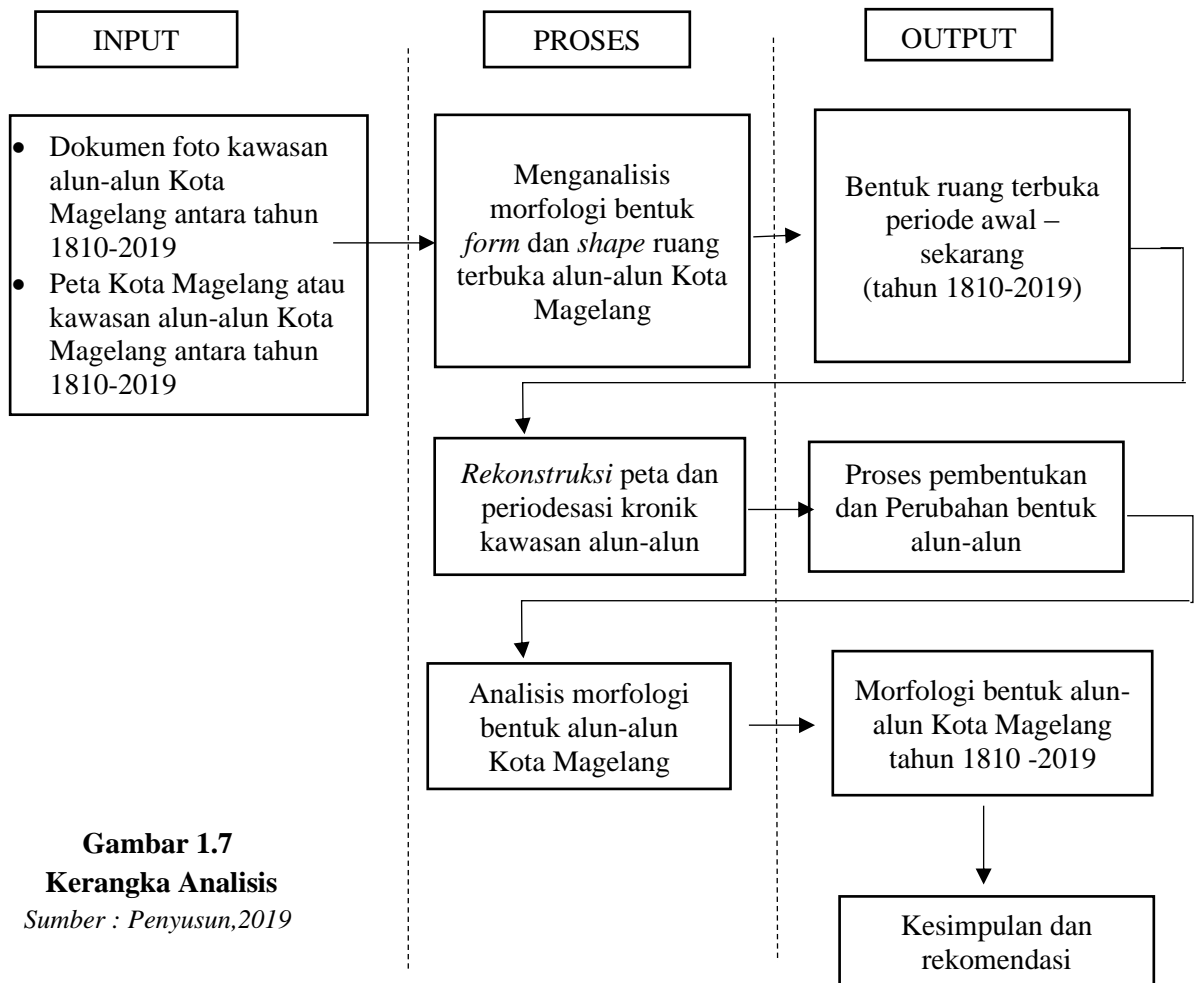 INPUT
PROSES
OUTPUT
• Dokumen foto kawasan
alun-alun Kota
Magelang antara tahun
1810-2019
• Peta Kota Magelang atau
kawasan alun-alun Kota
Magelang antara tahun
1810-2019
Menganalisis
morfologi bentuk
form dan shape ruang
terbuka alun-alun Kota
Magelang
Bentuk ruang terbuka
periode awal –
sekarang
(tahun 1810-2019)
Rekonstruksi peta dan
periodesasi kronik
kawasan alun-alun
Proses pembentukan
dan Perubahan bentuk
alun-alun
Analisis morfologi
bentuk alun-alun
Kota Magelang
Morfologi bentuk alun-
alun Kota Magelang
tahun 1810 -2019
Kesimpulan dan
rekomendasi
Gambar 1.7
Kerangka Analisis
Sumber : Penyusun,2019